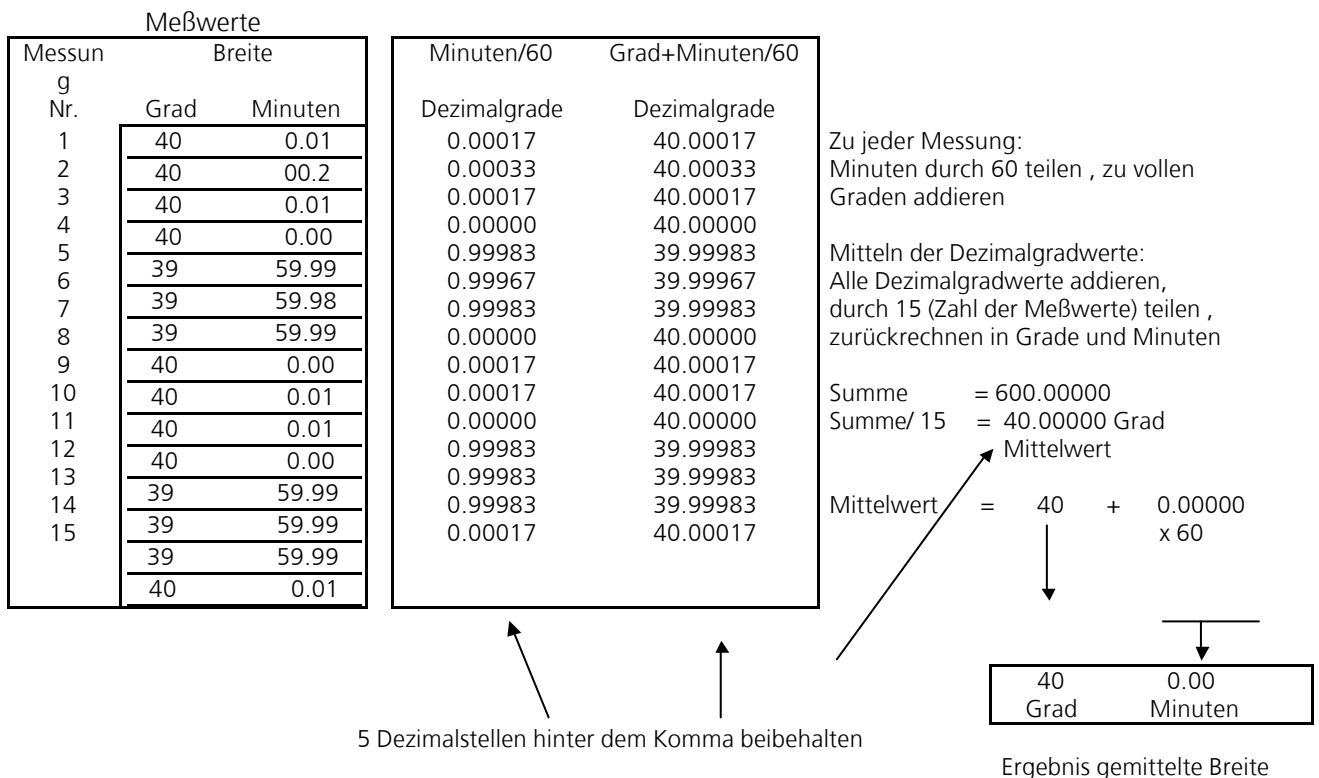 Meßwerte
Messun Breite Minuten/60 Grad+Minuten/60
g
Nr. Grad Minuten Dezimalgrade Dezimalgrade
1 40 0.01 0.00017 40.00017 Zu jeder Messung:
2 40 00.2 0.00033 40.00033 Minuten durch 60 teilen , zu vollen
3 40 0.01 0.00017 40.00017 Graden addieren
4 40 0.00 0.00000 40.00000
5 39 59.99 0.99983 39.99983 Mitteln der Dezimalgradwerte:
6 39 59.98 0.99967 39.99967 Alle Dezimalgradwerte addieren,
7 39 59.99 0.99983 39.99983 durch 15 (Zahl der Meßwerte) teilen ,
8 40 0.00 0.00000 40.00000 zurückrechnen in Grade und Minuten
9 40 0.01 0.00017 40.00017
10 40 0.01 0.00017 40.00017 Summe = 600.00000
11 40 0.00 0.00000 40.00000 Summe/ 15 = 40.00000 Grad
12 39 59.99 0.99983 39.99983 Mittelwert
13 39 59.99 0.99983 39.99983
14 39 59.99 0.99983 39.99983 Mittelwert = 40 + 0.00000
15 40 0.01 0.00017 40.00017 x 60
40 0.00
Grad Minuten
5 Dezimalstellen hinter dem Komma beibehalten
Ergebnis gemittelte Breite